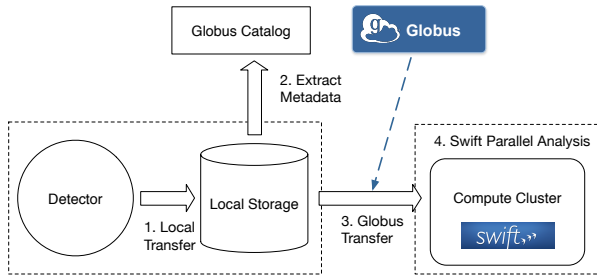 Globus Catalog
g
Globus
2. Extract
Metadata
4. Swift Parallel Analysis
Detector
Local Storage
Compute Cluster
1. Local
Transfer
3. Globus
Transfer
swift